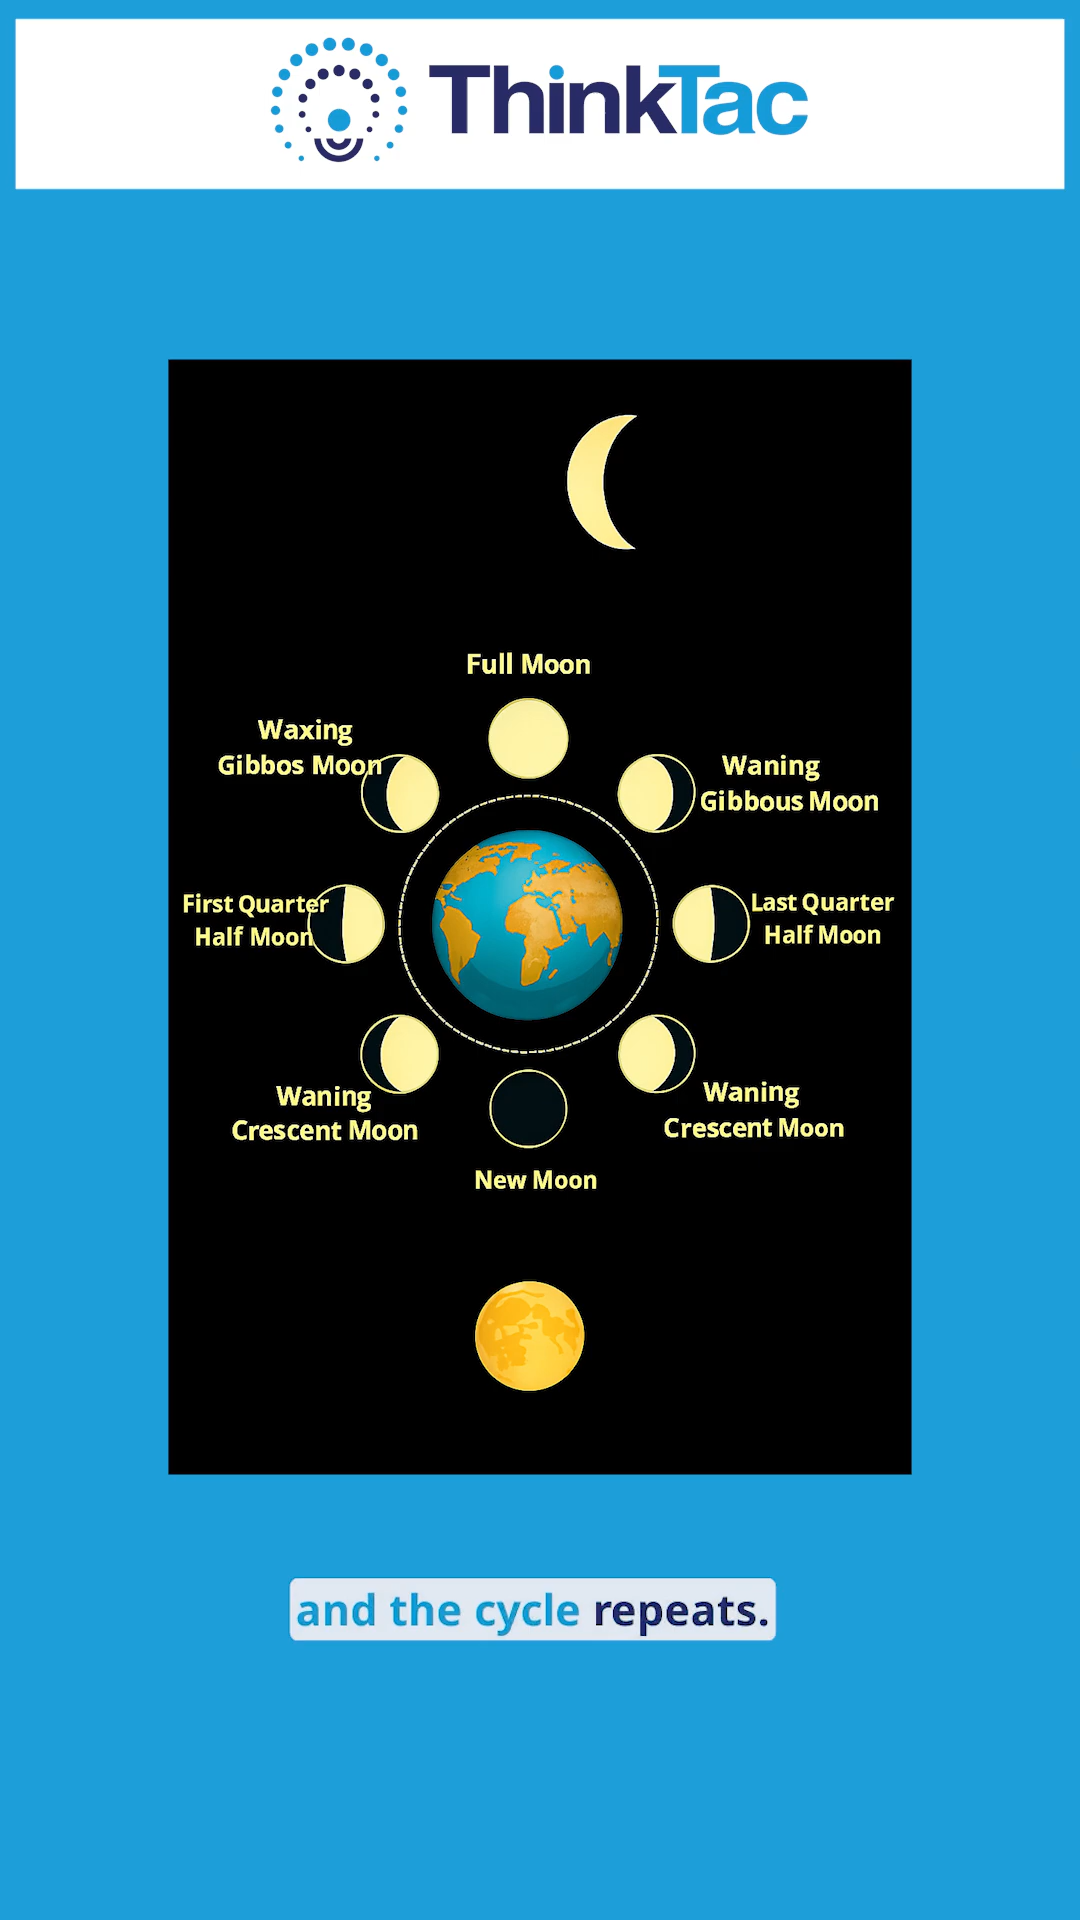 ThinkTac
Full Moon
Waxing
Gibbos Moon
Waning
Gibbous Moon
First Quarter
Half Moon
Last Quarter
Half Moon
Waning
Crescent Moon
Waning
Crescent Moon
New Moon
and the cycle repeats.